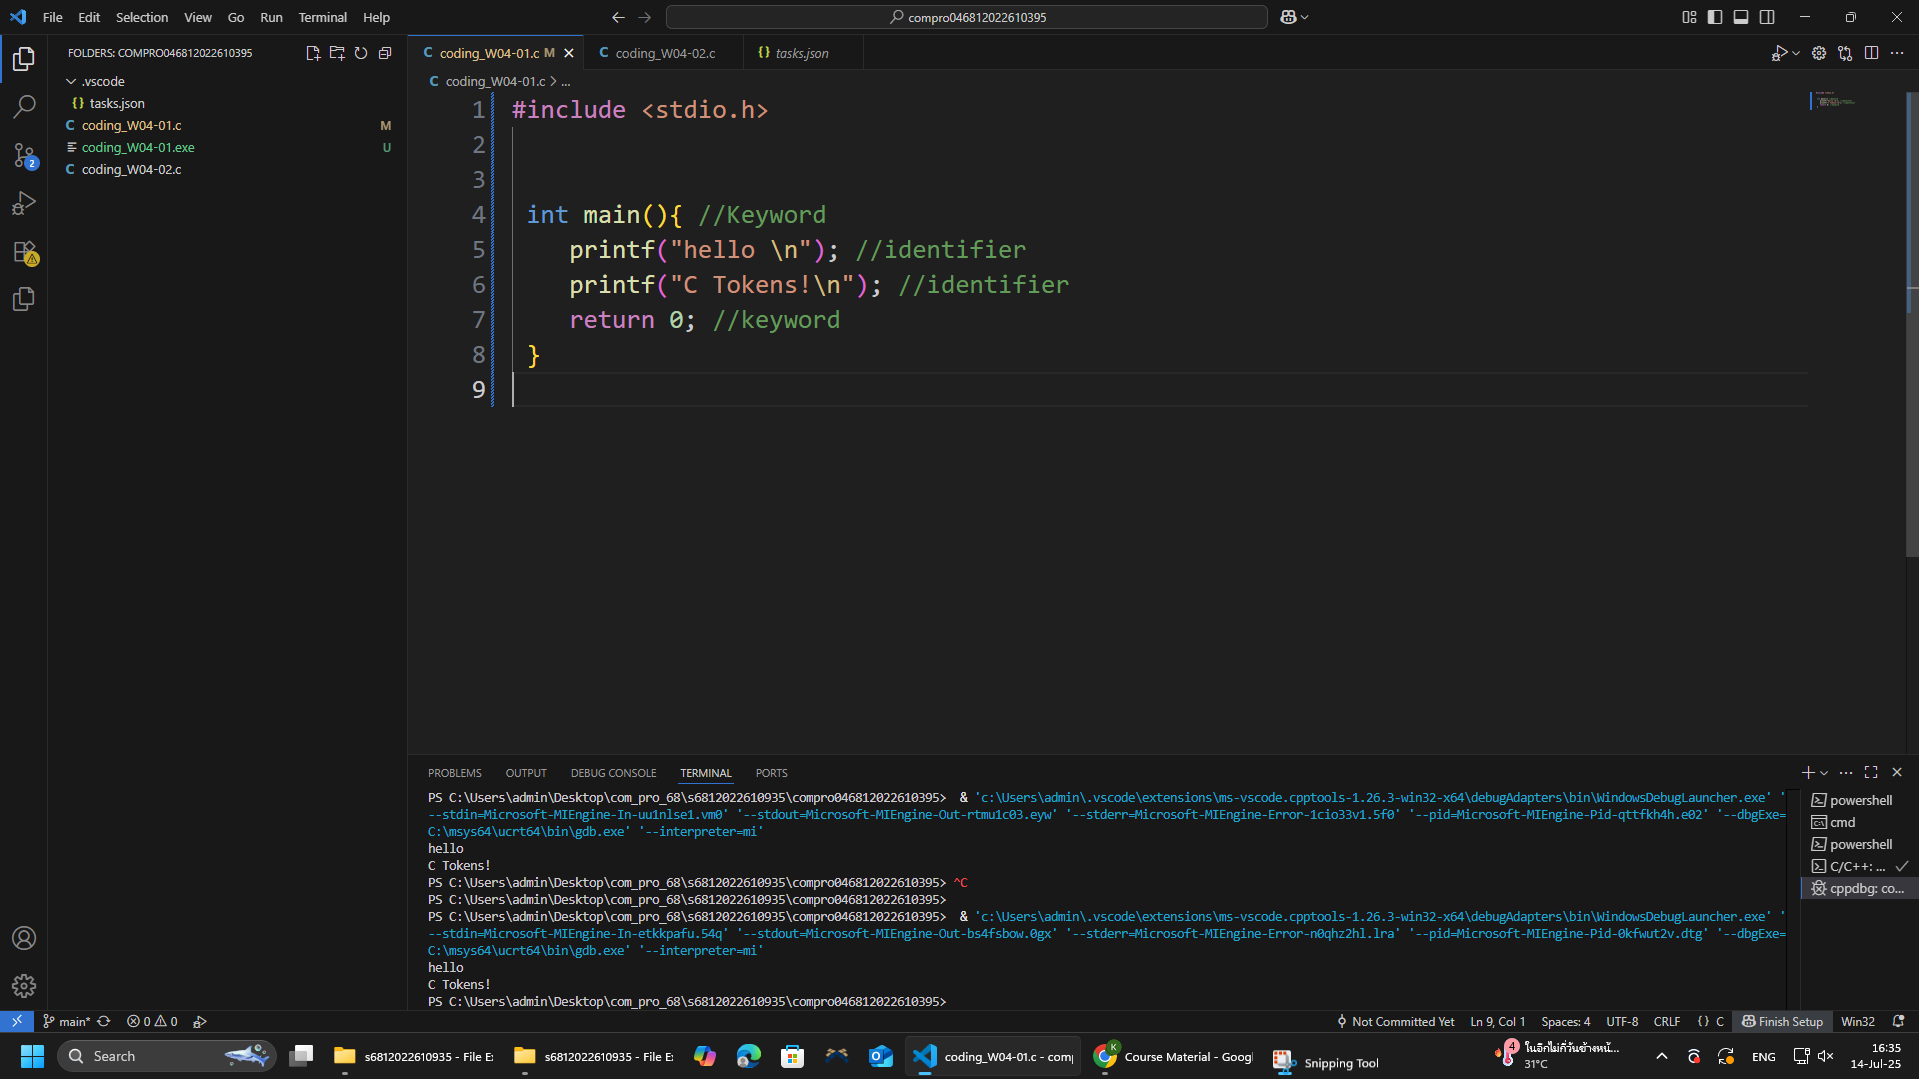 File Edit Selection View Go Run Terminal Help
compro046812022610395
FOLDERS: COMPRO046812022610395
.vscode
{} tasks.json
C coding_W04-01.c M
coding_W04-01.exe U
C coding_W04-02.c
2
C coding_W04-01.c M
C coding_W04-02.c
{} tasks.json
C coding_W04-01.c > ...
1 #include <stdio.h>
2
3
4 int main(){ //Keyword
5 printf("hello \n"); //identifier
6 printf("C Tokens!\n"); //identifier
7 return 0; //keyword
8 }
9
PROBLEMS OUTPUT DEBUG CONSOLE TERMINAL PORTS
PS C:\Users\admin\Desktop\com_pro_68\s6812022610935\compro046812022610395> & 'c:\Users\admin\.vscode\extensions\ms-vscode.cpptools-1.26.3-win32-x64\debugAdapters\bin\WindowsDebugLauncher.exe' '
--stdin=Microsoft-MIEngine-In-uu1nlse1.vm0' '--stdout=Microsoft-MIEngine-Out-rtmu1c03.eyw' '--stderr=Microsoft-MIEngine-Error-1cio33v1.5f0' '--pid=Microsoft-MIEngine-Pid-qttfkh4h.e02' '--dbgExe=
C:\msys64\ucrt64\bin\gdb.exe' '--interpreter=mi'
hello
C Tokens!
PS C:\Users\admin\Desktop\com_pro_68\s6812022610935\compro046812022610395> ^C
PS C:\Users\admin\Desktop\com_pro_68\s6812022610935\compro046812022610395>
PS C:\Users\admin\Desktop\com_pro_68\s6812022610935\compro046812022610395> & 'c:\Users\admin\.vscode\extensions\ms-vscode.cpptools-1.26.3-win32-x64\debugAdapters\bin\WindowsDebugLauncher.exe' '
--stdin=Microsoft-MIEngine-In-etkkpafu.54q' '--stdout=Microsoft-MIEngine-Out-bs4fsbow.0gx' '--stderr=Microsoft-MIEngine-Error-n0qhz2hl.lra' '--pid=Microsoft-MIEngine-Pid-0kfwut2v.dtg' '--dbgExe=
C:\msys64\ucrt64\bin\gdb.exe' '--interpreter=mi'
hello
C Tokens!
PS C:\Users\admin\Desktop\com_pro_68\s6812022610935\compro046812022610395>
powershell
cmd
powershell
C/C++: ...
cppdbg: co...
main* 0 0
Not Committed Yet Ln 9, Col 1 Spaces: 4 UTF-8 CRLF {} C Finish Setup Win32
Search
s6812022610935 - File E
s6812022610935 - File E
coding_W04-01.c - com
K
Course Material - Googl
Snipping Tool
4
ในอีกไม่กี่วันข้างหน้...
31°C
ENG
16:35
14-Jul-25